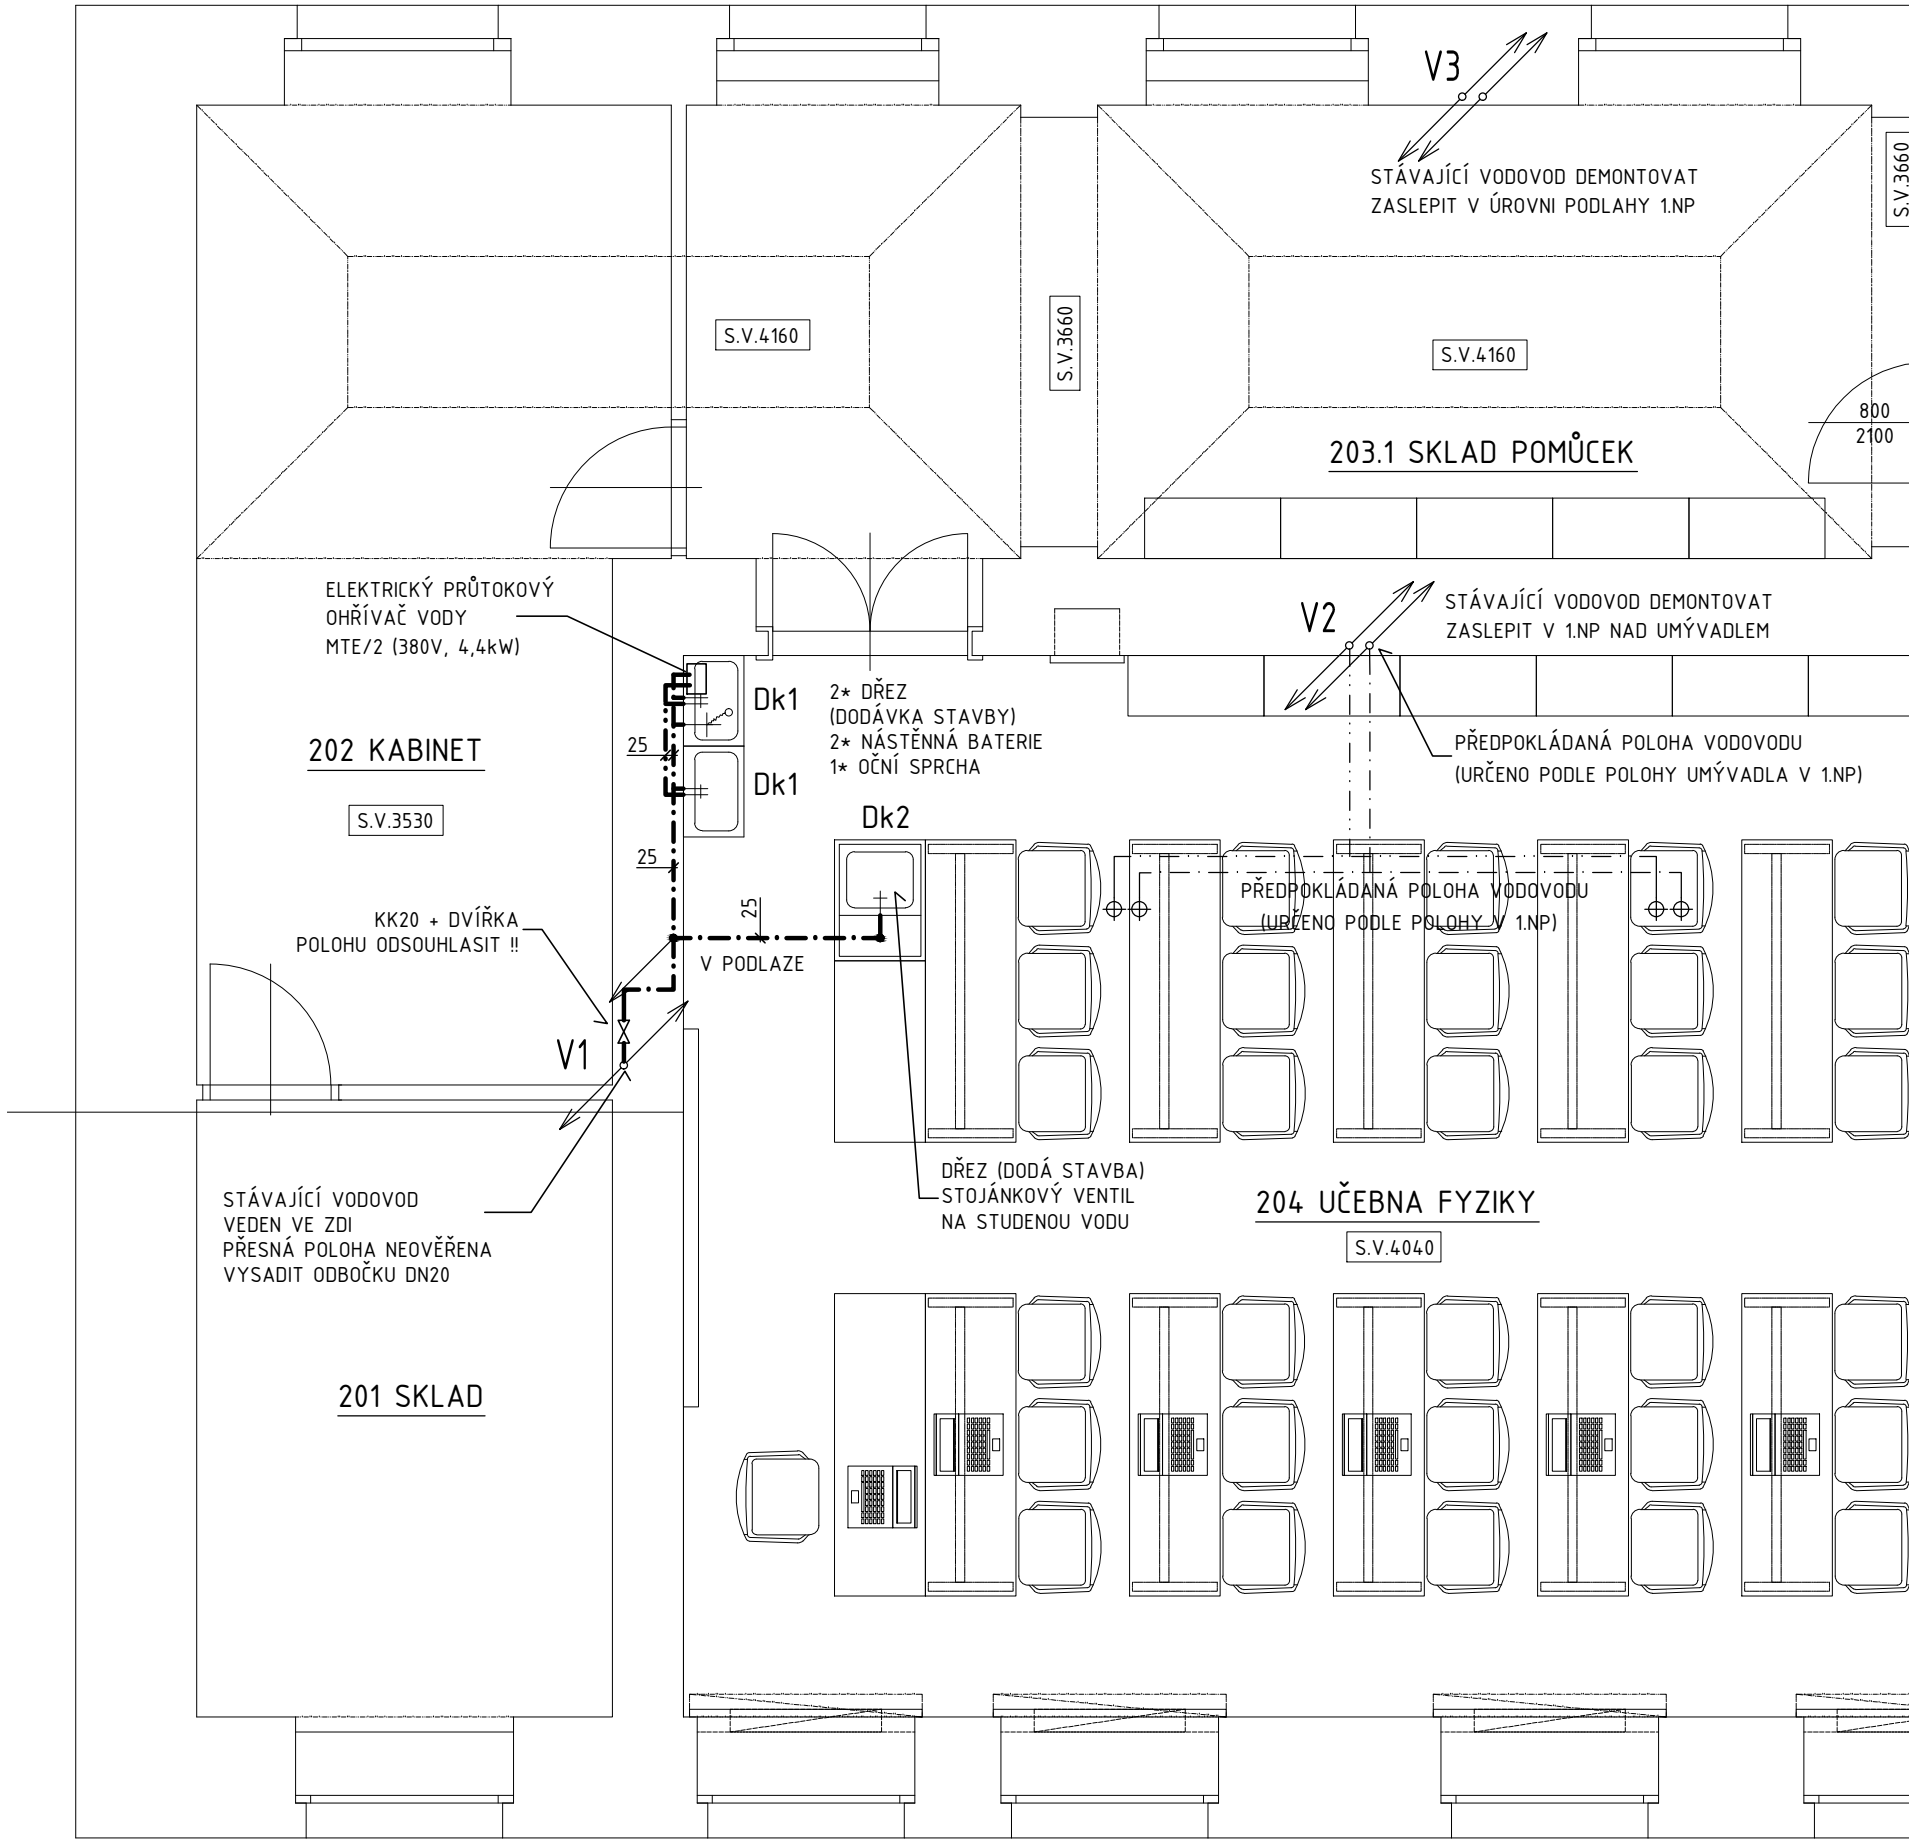 V3
STÁVAJÍCÍ VODOVOD DEMONTOVAT
ZASLEPIT V ÚROVNI PODLAHY 1.NP
S.V.3660
S.V.4160
S.V.3660
S.V.4160
800
2100
203.1 SKLAD POMŮCEK
ELEKTRICKÝ PRŮTOKOVÝ
OHŘÍVAČ VODY
MTE/2 (380V, 4,4kW)
V2
STÁVAJÍCÍ VODOVOD DEMONTOVAT
ZASLEPIT V 1.NP NAD UMÝVADLEM
Dk1
2* DŘEZ
(DODÁVKA STAVBY)
2* NÁSTĚNNÁ BATERIE
1* OČNÍ SPRCHA
202 KABINET
25
PŘEDPOKLÁDANÁ POLOHA VODOVODU
(URČENO PODLE POLOHY UMÝVADLA V 1.NP)
Dk1
S.V.3530
Dk2
25
PŘEDPOKLÁDANÁ POLOHA VODOVODU
(URČENO PODLE POLOHY V 1.NP)
25
KK20 + DVÍŘKA
POLOHU ODSOUHLASIT !!
V PODLAZE
V1
DŘEZ (DODÁ STAVBA)
STOJÁNKOVÝ VENTIL
NA STUDENOU VODU
204 UČEBNA FYZIKY
S.V.4040
STÁVAJÍCÍ VODOVOD
VEDEN VE ZDI
PŘESNÁ POLOHA NEOVĚŘENA
VYSADIT ODBOČKU DN20
201 SKLAD